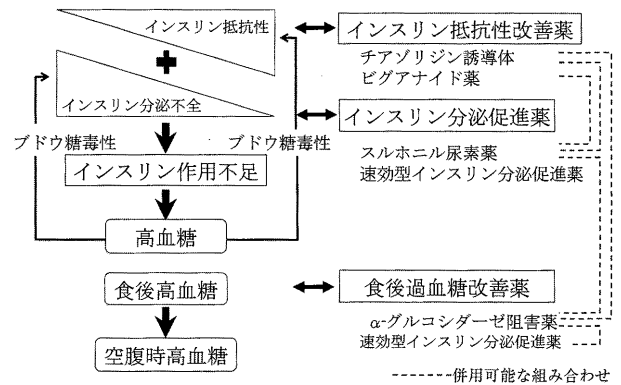 インスリン抵抗性
インスリン抵抗性改善薬
チアゾリジン誘導体
ビグアナイド薬
インスリン分泌不全
インスリン分泌促進薬
ブドウ糖毒性
ブドウ糖毒性
スルホニル尿素薬
インスリン作用不足
速効型インスリン分泌促進薬
高血糖
食後高血糖
食後過血糖改善薬
α-グルコシダーゼ阻害薬
速効型インスリン分泌促進薬
空腹時高血糖
併用可能な組み合わせ